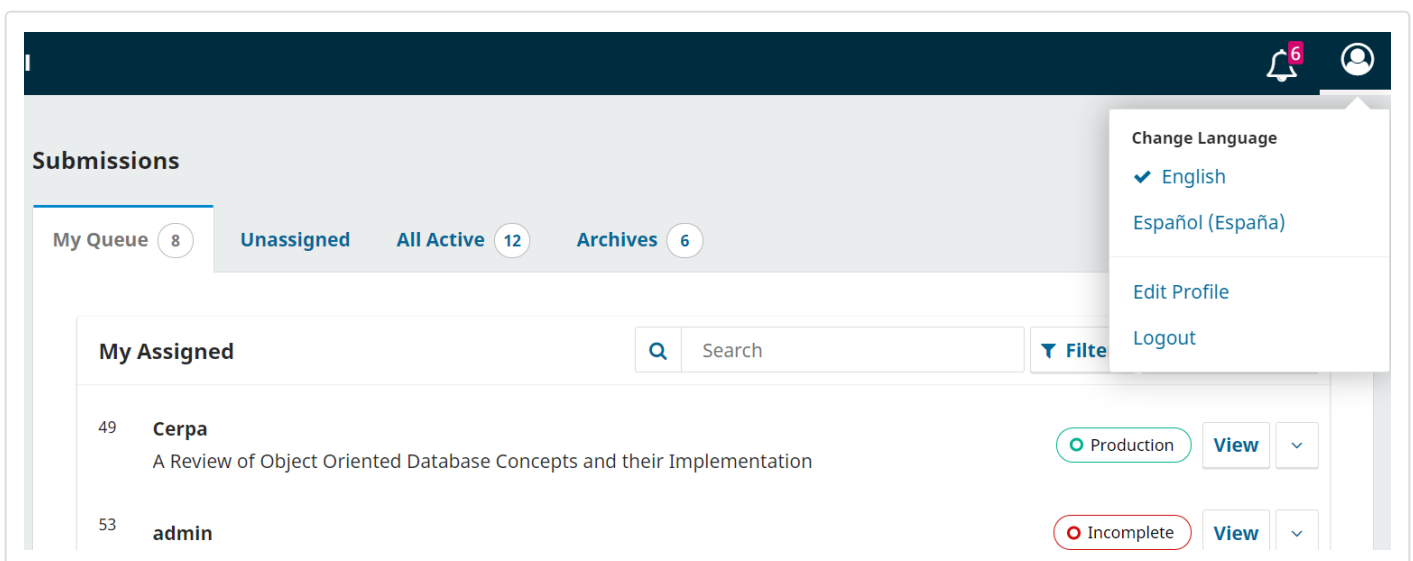 6
Submissions
Change Language
English
Español (España)
Edit Profile
Logout
My Queue 8
Unassigned
All Active 12
Archives 6
My Assigned
Search
49
Cerpa
A Review of Object Oriented Database Concepts and their Implementation
Production
View
53
admin
Incomplete
View